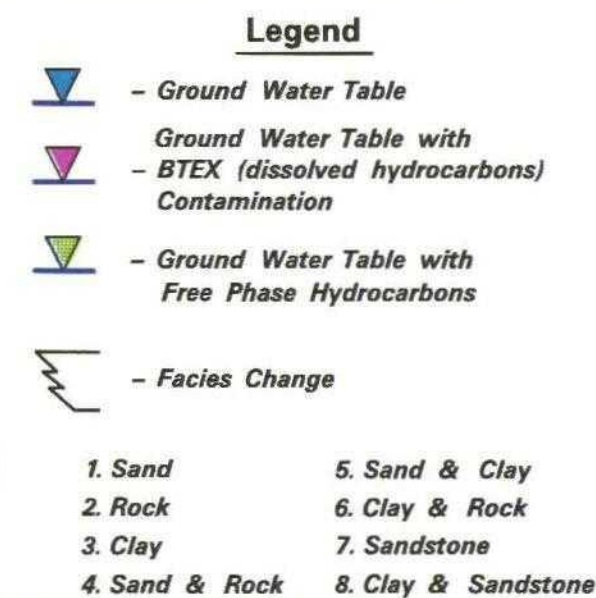 Legend
– Ground Water Table
Ground Water Table with
– BTEX (dissolved hydrocarbons)
Contamination
– Ground Water Table with
Free Phase Hydrocarbons
– Facies Change
1. Sand
2. Rock
3. Clay
4. Sand & Rock
5. Sand & Clay
6. Clay & Rock
7. Sandstone
8. Clay & Sandstone